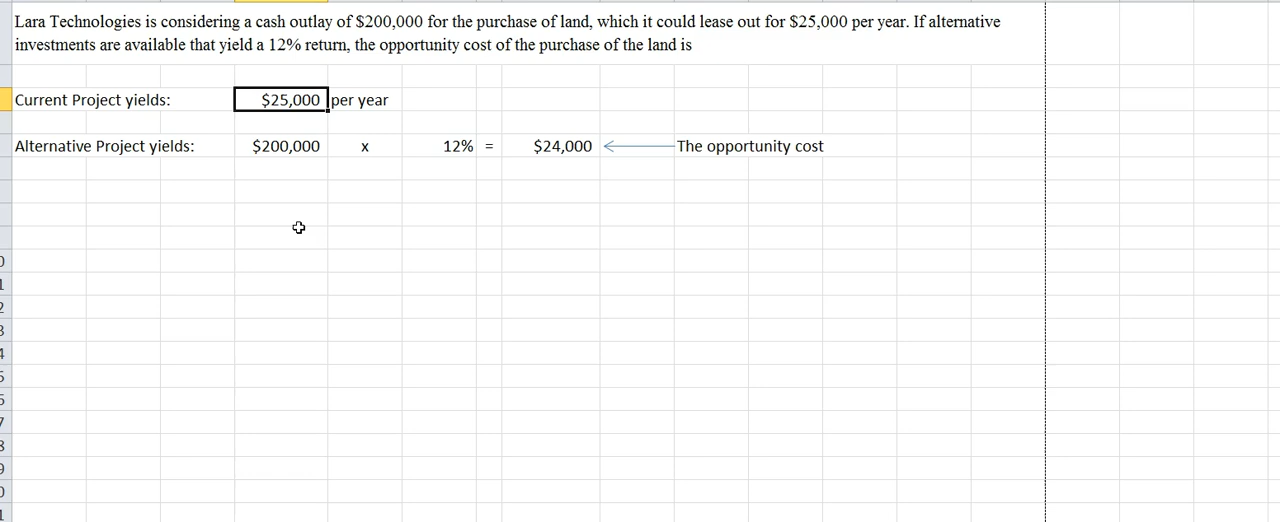 Lara Technologies is considering a cash outlay of $200,000 for the purchase of land, which it could lease out for $25,000 per year. If alternative
investments are available that yield a 12% return, the opportunity cost of the purchase of the land is
Current Project yields: $25,000 per year
Alternative Project yields: $200,000 x 12% = $24,000 The opportunity cost